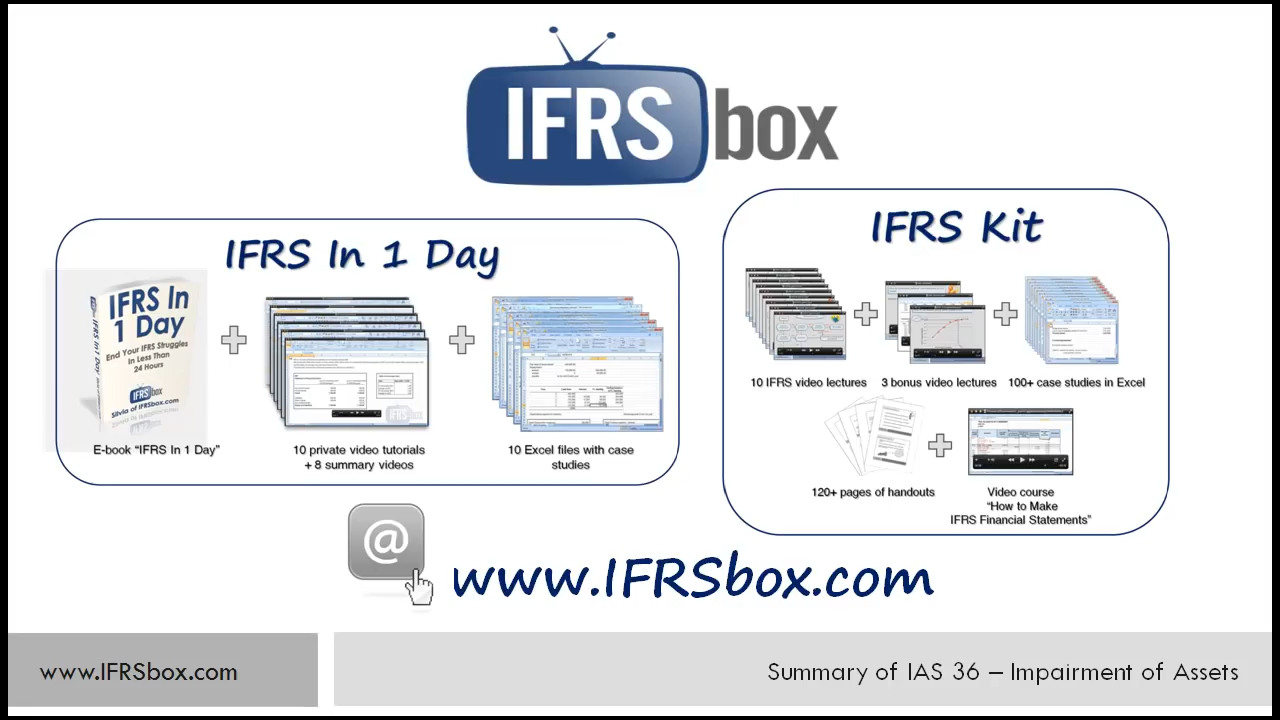 IFRS box
IFRS In 1 Day
IFRS In
1 Day
End Your IFRS Struggles
In Less Than
24 Hours
IFRS box
Silvia of IFRSbox.com
E-book "IFRS In 1 Day"
10 private video tutorials
+ 8 summary videos
10 Excel files with case
studies
IFRS Kit
10 IFRS video lectures
3 bonus video lectures
100+ case studies in Excel
120+ pages of handouts
Video course
"How to Make
IFRS Financial Statements"
@
www.IFRSbox.com
www.IFRSbox.com
Summary of IAS 36 – Impairment of Assets